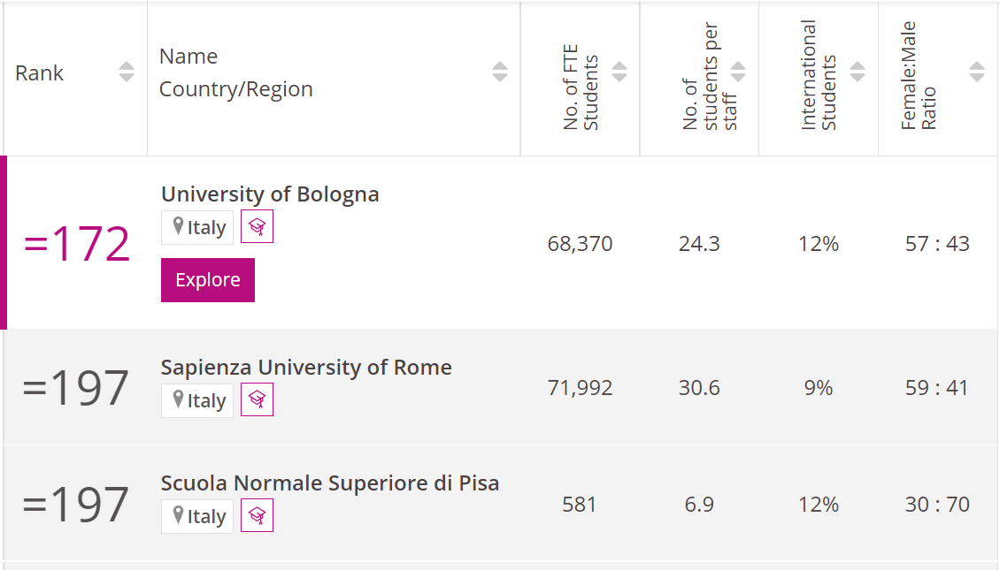 Rank
Name
Country/Region
No. of FTE
Students
No. of
students per
staff
International
Students
Female:Male
Ratio
=172
University of Bologna
Italy
Explore
68,370
24.3
12%
57 : 43
=197
Sapienza University of Rome
Italy
71,992
30.6
9%
59 : 41
=197
Scuola Normale Superiore di Pisa
Italy
581
6.9
12%
30 : 70